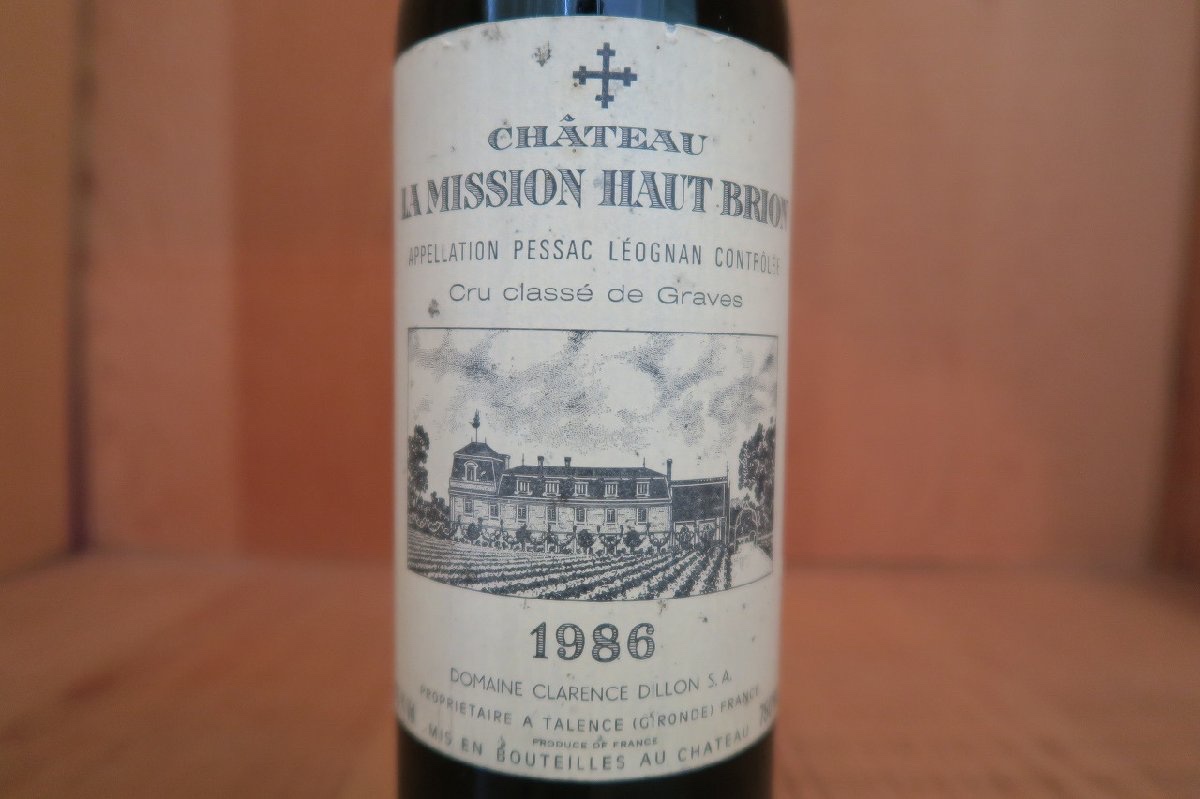 CHÂTEAU
LA MISSION HAUT BRION
APPELLATION PESSAC LÉOGNAN CONTRÔLÉE
Cru classé de Graves
1986
DOMAINE CLARENCE DILLON S. A.
PROPRIÉTAIRE A TALENCE (GIRONDE) FRANCE
PRODUCE OF FRANCE
MIS EN BOUTEILLES AU CHATEAU